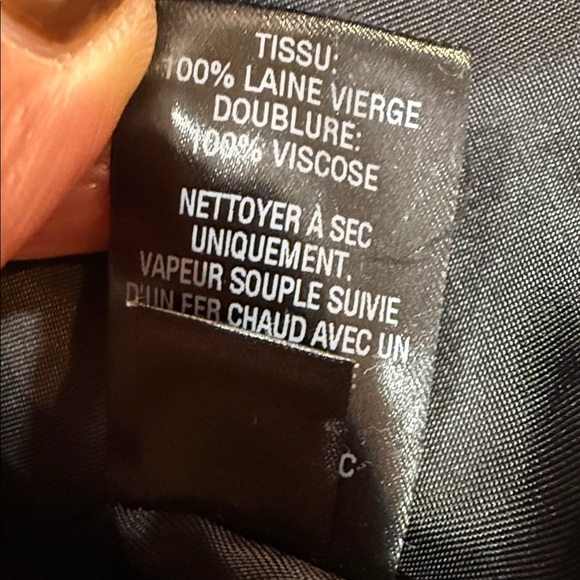 TISSU:
100% LAINE VIERGE
DOUBLURE:
100% VISCOSE
NETTOYER À SEC
UNIQUEMENT.
VAPEUR SOUPLE SUIVIE
D'UN FER CHAUD AVEC UN
C